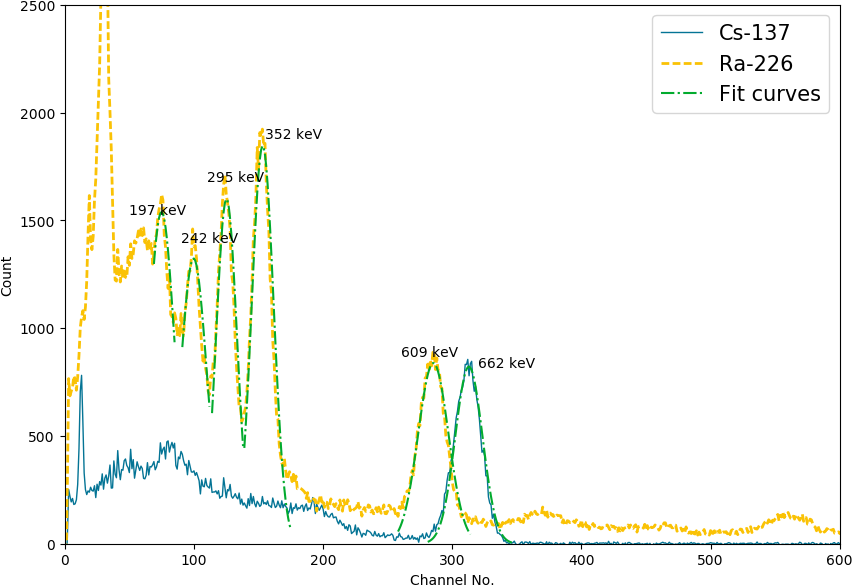 2500
2000
1500
1000
500
0
Count
Cs-137
Ra-226
Fit curves
352 keV
295 keV
197 keV
242 keV
609 keV
662 keV
0 100 200 300 400 500 600
Channel No.